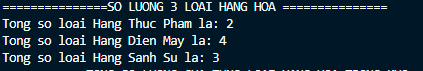 ===============SO LUONG 3 LOAI HANG HOA ===============
Tong so loai Hang Thuc Pham la: 2
Tong so loai Hang Dien May la: 4
Tong so loai Hang Sanh Su la: 3